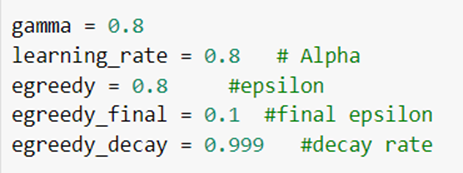 gamma = 0.8
learning_rate = 0.8   # Alpha
egreedy = 0.8     #epsilon
egreedy_final = 0.1  #final epsilon
egreedy_decay = 0.999   #decay rate